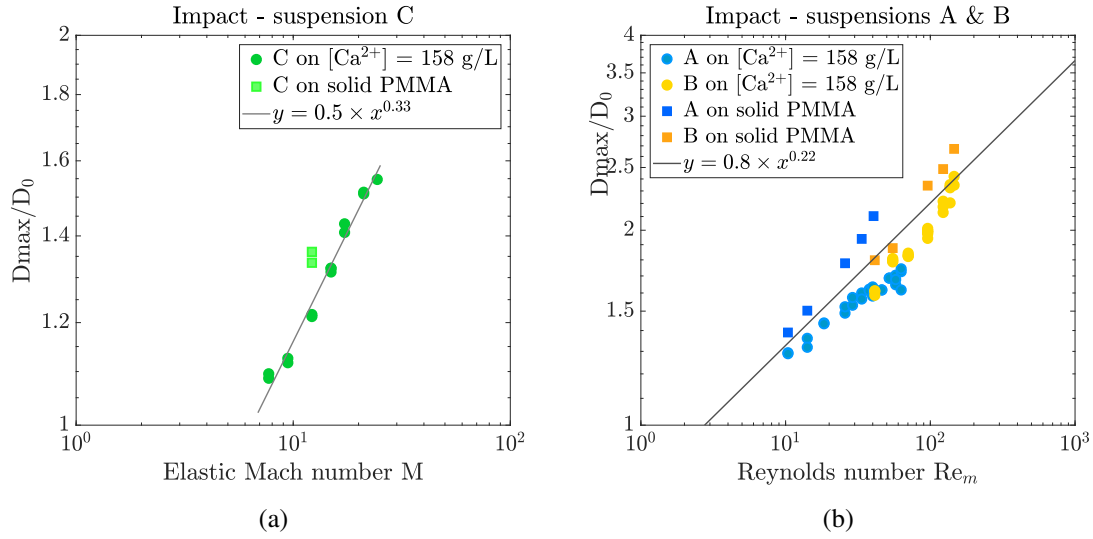 Impact - suspension C
2
1.8
1.6
1.4
1.2
1
Dmax/D₀
C on [Ca²⁺] = 158 g/L
C on solid PMMA
y = 0.5 × x⁰·³³
10⁰
10¹
10²
Elastic Mach number M
(a)
Impact - suspensions A & B
4
3.5
3
2.5
2
1.5
1
Dmax/D₀
A on [Ca²⁺] = 158 g/L
B on [Ca²⁺] = 158 g/L
A on solid PMMA
B on solid PMMA
y = 0.8 × x⁰·²²
10⁰
10¹
10²
10³
Reynolds number Reₘ
(b)